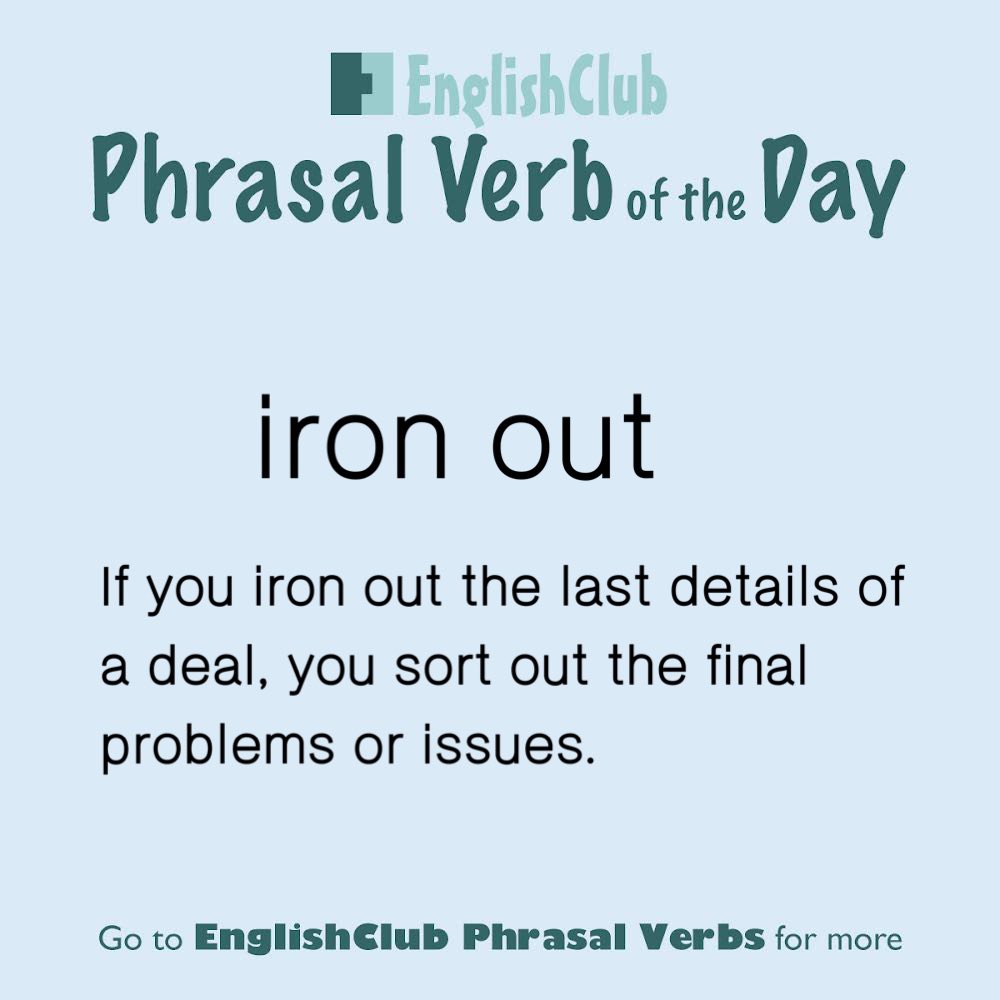 EnglishClub
Phrasal Verb of the Day
iron out
If you iron out the last details of
a deal, you sort out the final
problems or issues.
Go to EnglishClub Phrasal Verbs for more